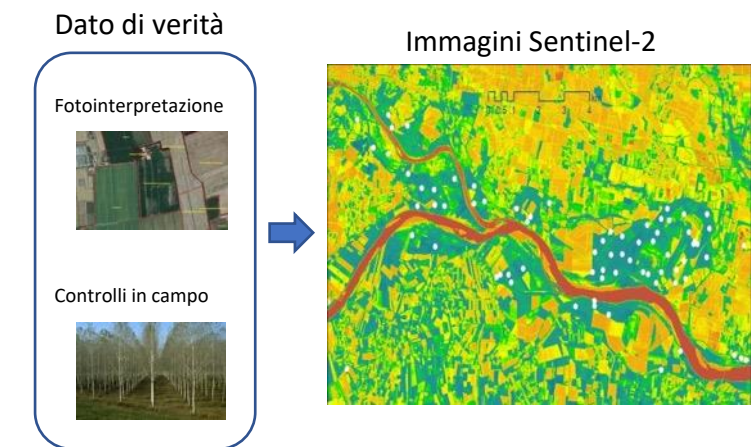 Dato di verità
Immagini Sentinel-2
Fotointerpretazione
Controlli in campo